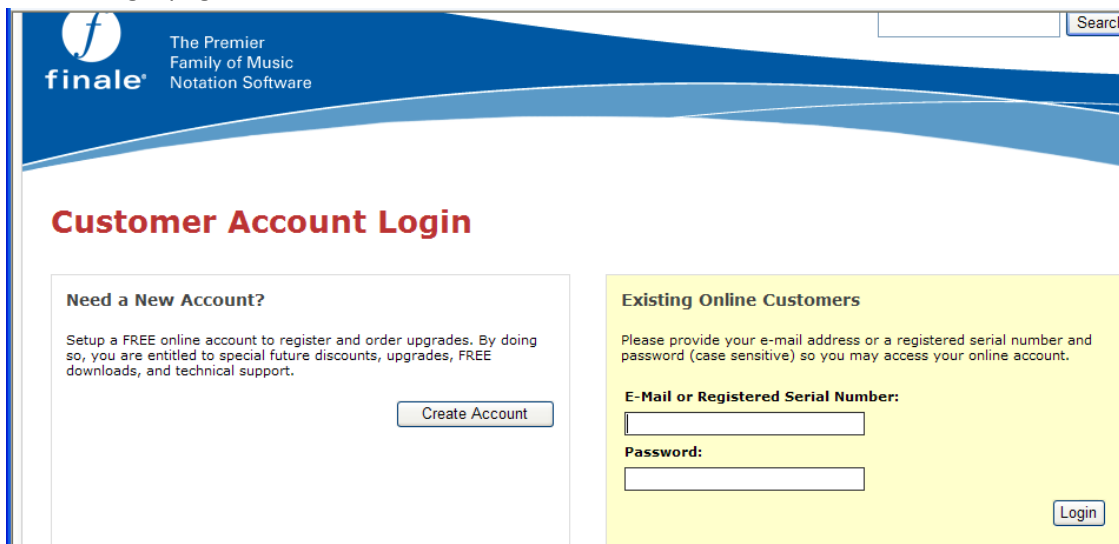 Search
f
finale®
The Premier
Family of Music
Notation Software
Customer Account Login
Need a New Account?
Setup a FREE online account to register and order upgrades. By doing
so, you are entitled to special future discounts, upgrades, FREE
downloads, and technical support.
Create Account
Existing Online Customers
Please provide your e-mail address or a registered serial number and
password (case sensitive) so you may access your online account.
E-Mail or Registered Serial Number:
Password:
Login